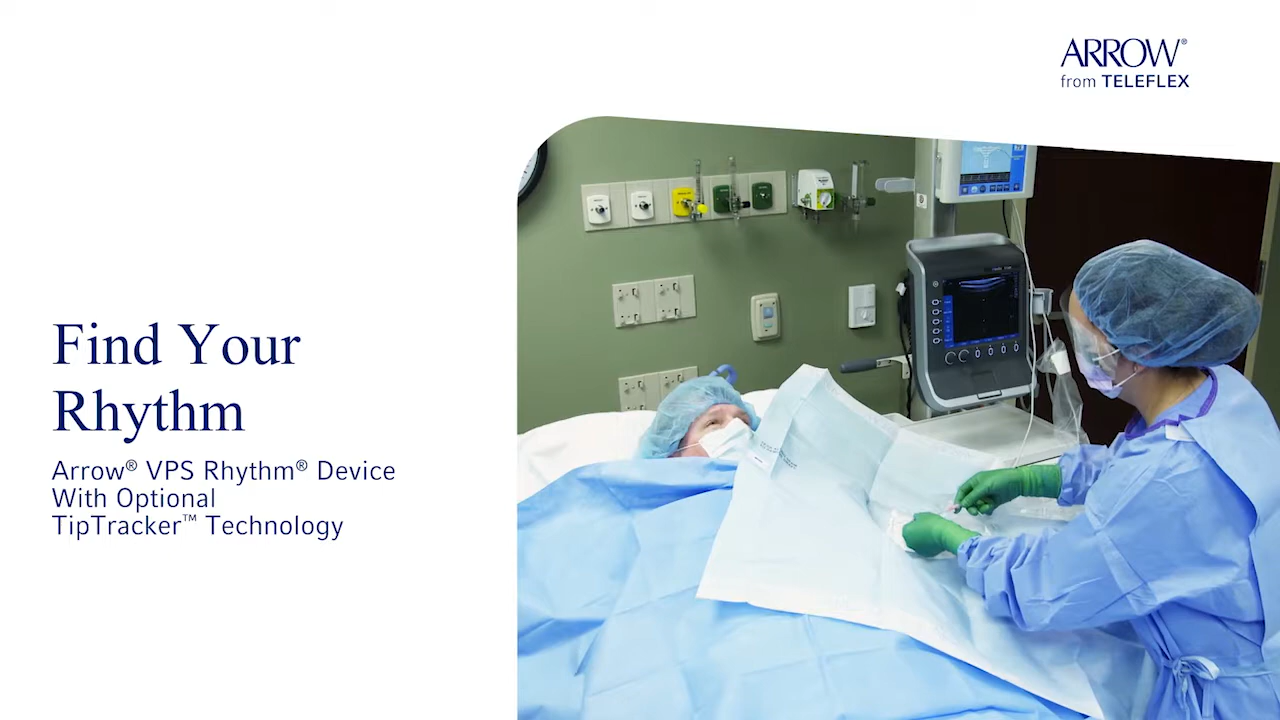 ARROW®
from TELEFLEX
Find Your
Rhythm
Arrow® VPS Rhythm® Device
With Optional
TipTracker™ Technology